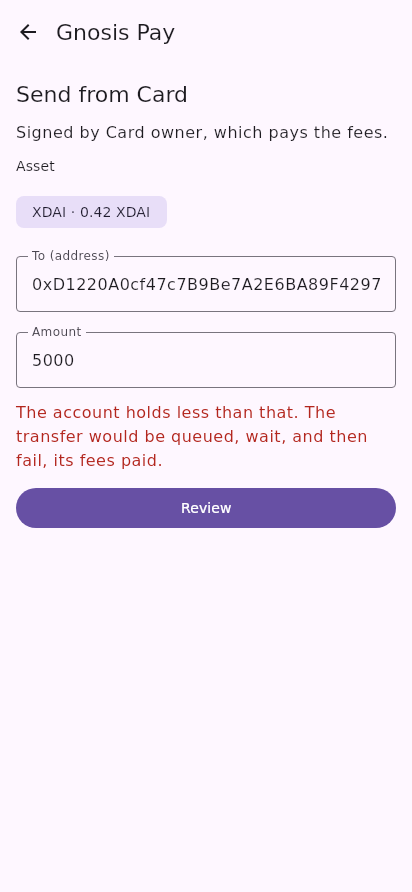 Gnosis Pay
Send from Card
Signed by Card owner, which pays the fees.
Asset
XDAI · 0.42 XDAI
To (address)
0xD1220A0cf47c7B9Be7A2E6BA89F4297
Amount
5000
The account holds less than that. The
transfer would be queued, wait, and then
fail, its fees paid.
Review